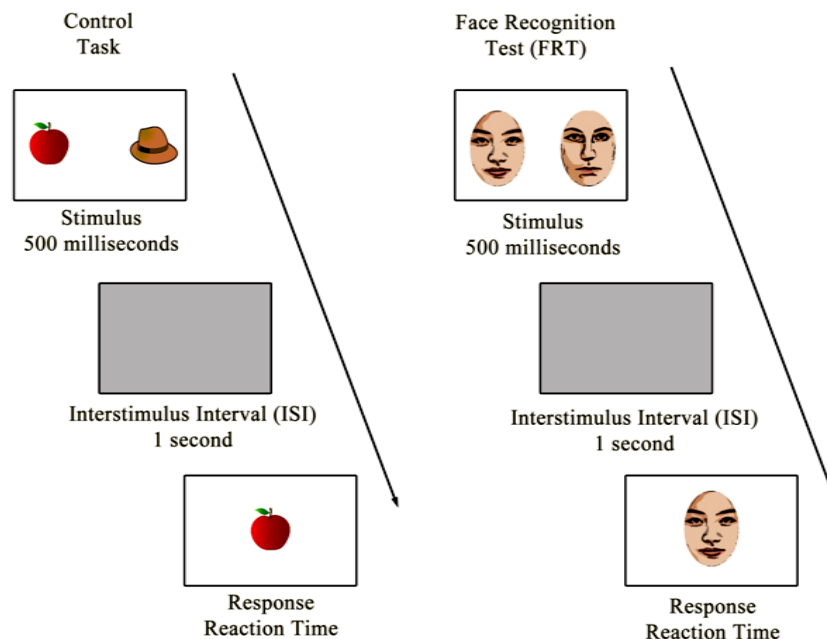 Control
Task
Stimulus
500 milliseconds
Interstimulus Interval (ISI)
1 second
Response
Reaction Time
Face Recognition
Test (FRT)
Stimulus
500 milliseconds
Interstimulus Interval (ISI)
1 second
Response
Reaction Time